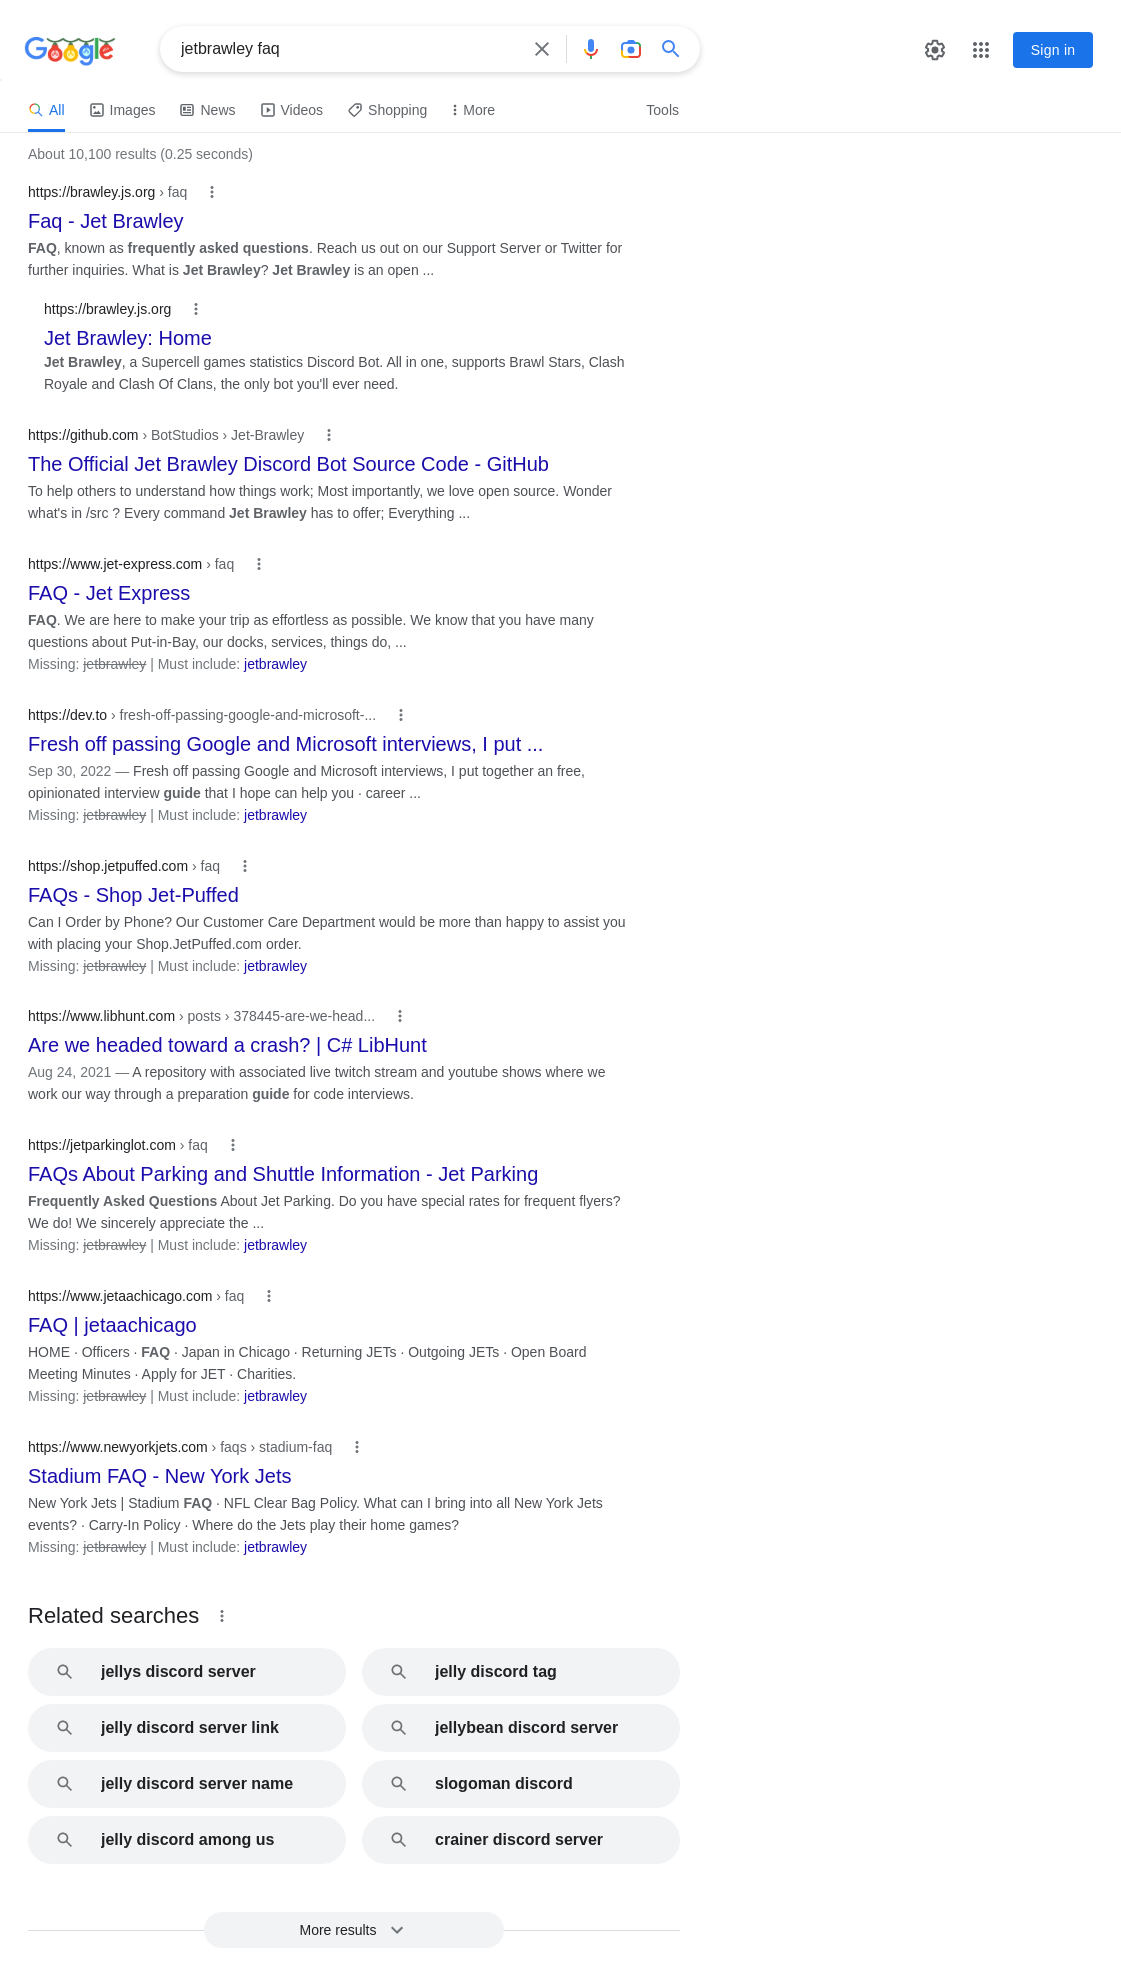 Google
jetbrawley faq
Sign in
All Images News Videos Shopping More Tools
About 10,100 results (0.25 seconds)
https://brawley.js.org › faq
Faq - Jet Brawley
FAQ, known as frequently asked questions. Reach us out on our Support Server or Twitter for
further inquiries. What is Jet Brawley? Jet Brawley is an open ...
https://brawley.js.org
Jet Brawley: Home
Jet Brawley, a Supercell games statistics Discord Bot. All in one, supports Brawl Stars, Clash
Royale and Clash Of Clans, the only bot you'll ever need.
https://github.com › BotStudios › Jet-Brawley
The Official Jet Brawley Discord Bot Source Code - GitHub
To help others to understand how things work; Most importantly, we love open source. Wonder
what's in /src ? Every command Jet Brawley has to offer; Everything ...
https://www.jet-express.com › faq
FAQ - Jet Express
FAQ. We are here to make your trip as effortless as possible. We know that you have many
questions about Put-in-Bay, our docks, services, things do, ...
Missing: jetbrawley | Must include: jetbrawley
https://dev.to › fresh-off-passing-google-and-microsoft-...
Fresh off passing Google and Microsoft interviews, I put ...
Sep 30, 2022 — Fresh off passing Google and Microsoft interviews, I put together an free,
opinionated interview guide that I hope can help you · career ...
Missing: jetbrawley | Must include: jetbrawley
https://shop.jetpuffed.com › faq
FAQs - Shop Jet-Puffed
Can I Order by Phone? Our Customer Care Department would be more than happy to assist you
with placing your Shop.JetPuffed.com order.
Missing: jetbrawley | Must include: jetbrawley
https://www.libhunt.com › posts › 378445-are-we-head...
Are we headed toward a crash? | C# LibHunt
Aug 24, 2021 — A repository with associated live twitch stream and youtube shows where we
work our way through a preparation guide for code interviews.
https://jetparkinglot.com › faq
FAQs About Parking and Shuttle Information - Jet Parking
Frequently Asked Questions About Jet Parking. Do you have special rates for frequent flyers?
We do! We sincerely appreciate the ...
Missing: jetbrawley | Must include: jetbrawley
https://www.jetaachicago.com › faq
FAQ | jetaachicago
HOME · Officers · FAQ · Japan in Chicago · Returning JETs · Outgoing JETs · Open Board
Meeting Minutes · Apply for JET · Charities.
Missing: jetbrawley | Must include: jetbrawley
https://www.newyorkjets.com › faqs › stadium-faq
Stadium FAQ - New York Jets
New York Jets | Stadium FAQ · NFL Clear Bag Policy. What can I bring into all New York Jets
events? · Carry-In Policy · Where do the Jets play their home games?
Missing: jetbrawley | Must include: jetbrawley
Related searches
jellys discord server
jelly discord tag
jelly discord server link
jellybean discord server
jelly discord server name
slogoman discord
jelly discord among us
crainer discord server
More results